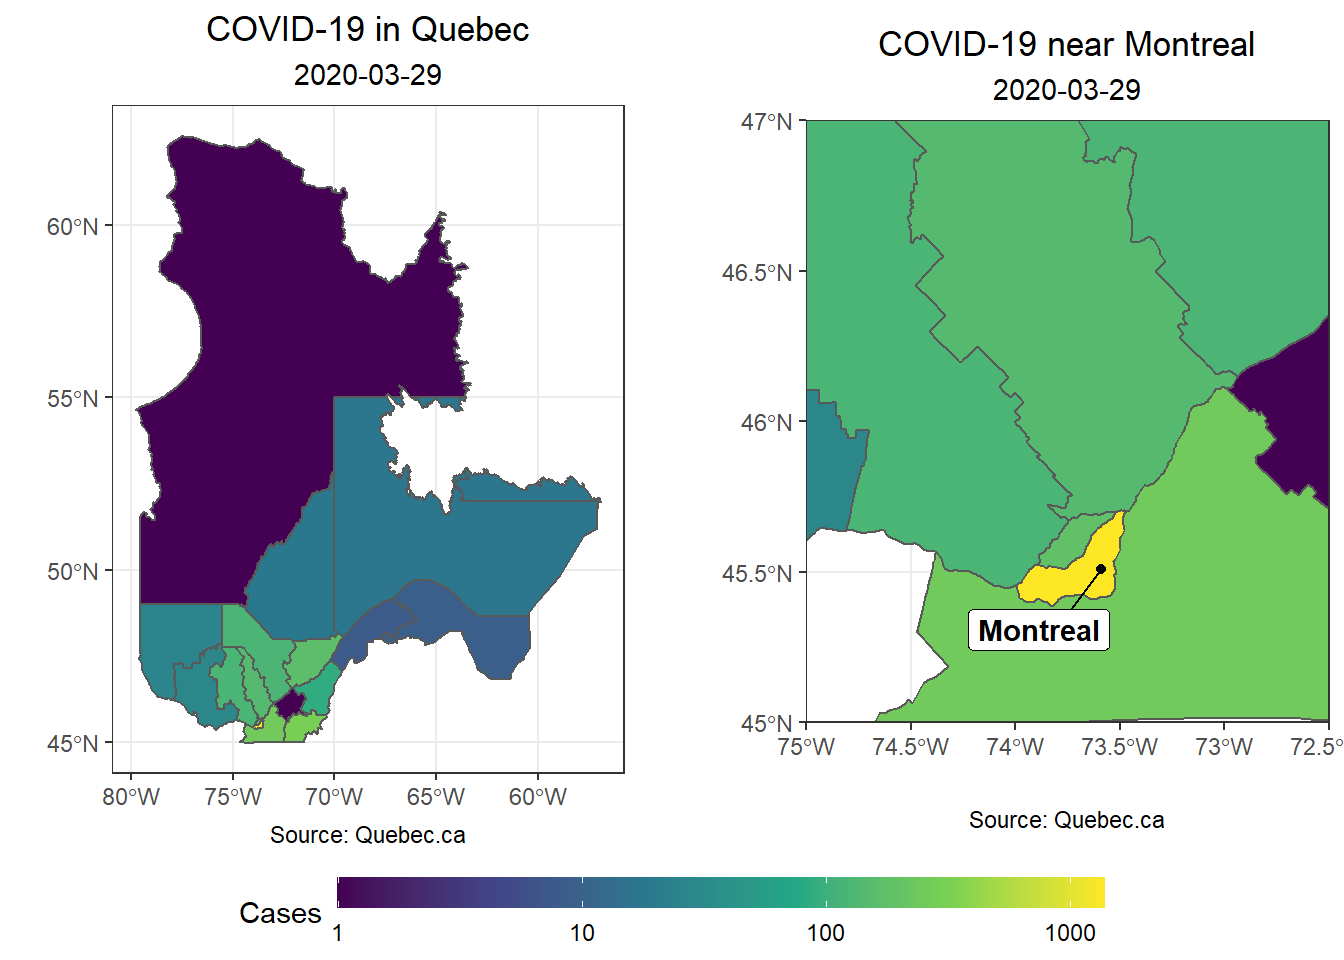 COVID-19 in Quebec
2020-03-29
60°N
55°N
50°N
45°N
80°W 75°W 70°W 65°W 60°W
Source: Quebec.ca
COVID-19 near Montreal
2020-03-29
47°N
46.5°N
46°N
45.5°N
45°N
Montreal
75°W 74.5°W 74°W 73.5°W 73°W 72.5°
Source: Quebec.ca
Cases
1 10 100 1000